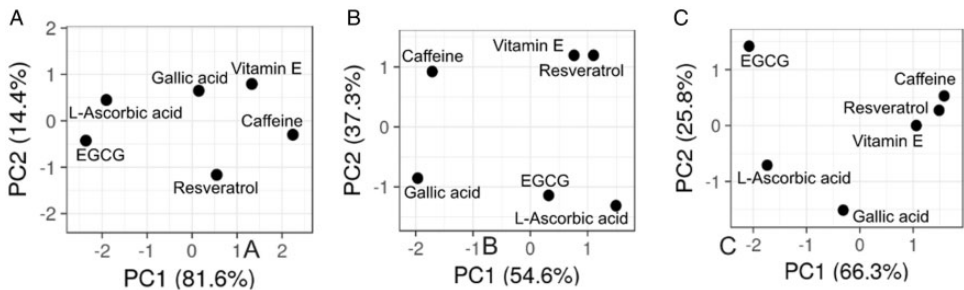 A
PC2 (14.4%)
2
1
0
-1
-2
Gallic acid
Vitamin E
L-Ascorbic acid
Caffeine
EGCG
Resveratrol
-2
-1
0
1
2
A
PC1 (81.6%)
B
PC2 (37.3%)
1
0
-1
Caffeine
Vitamin E
Resveratrol
Gallic acid
EGCG
L-Ascorbic acid
-2
-1
0
1
B
PC1 (54.6%)
C
PC2 (25.8%)
1
0
-1
EGCG
Caffeine
Resveratrol
Vitamin E
L-Ascorbic acid
Gallic acid
C
-2
-1
0
1
PC1 (66.3%)